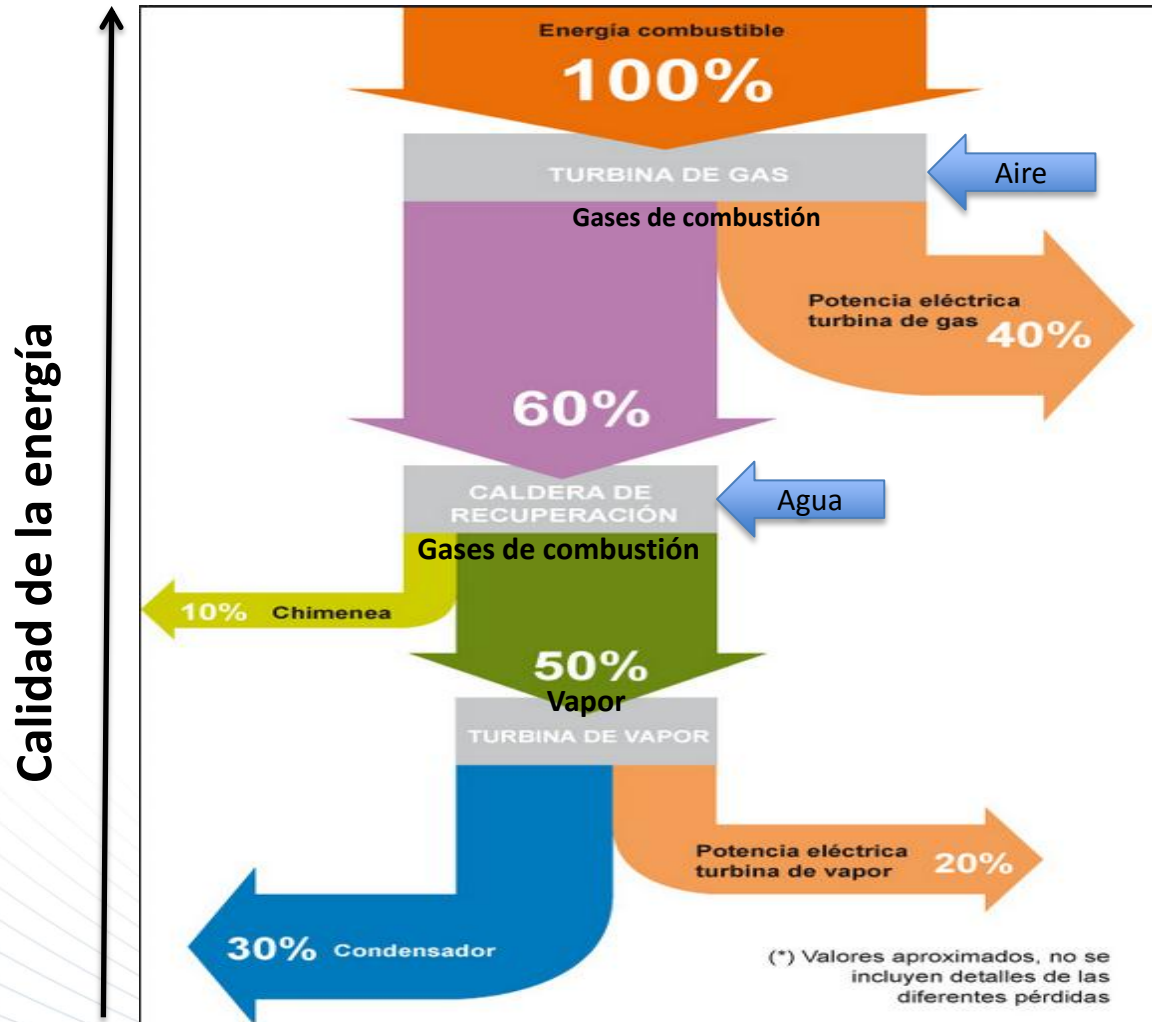 Calidad de la energía
Energía combustible
100%
TURBINA DE GAS
Aire
Gases de combustión
Potencia eléctrica
turbina de gas 40%
60%
CALDERA DE
RECUPERACIÓN
Agua
Gases de combustión
10% Chimenea
50%
Vapor
TURBINA DE VAPOR
Potencia eléctrica
turbina de vapor 20%
30% Condensador
(*) Valores aproximados, no se
incluyen detalles de las
diferentes pérdidas